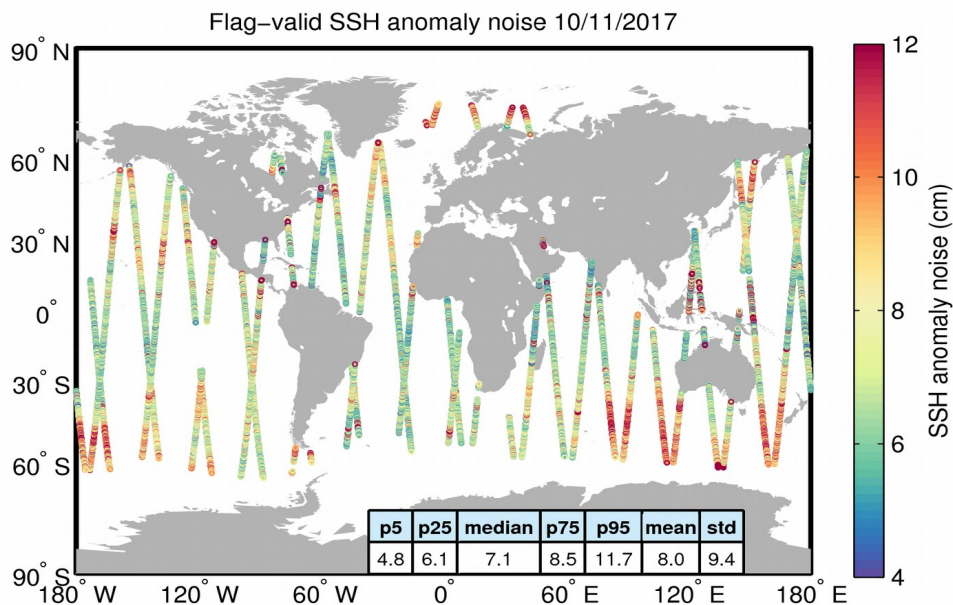 Flag−valid SSH anomaly noise 10/11/2017
90° N
60° N
30° N
0°
30° S
60° S
90° S
180° W
120° W
60° W
0°
60° E
120° E
180° E
p5 p25 median p75 p95 mean std
4.8 6.1 7.1 8.5 11.7 8.0 9.4
12
10
8
6
4
SSH anomaly noise (cm)